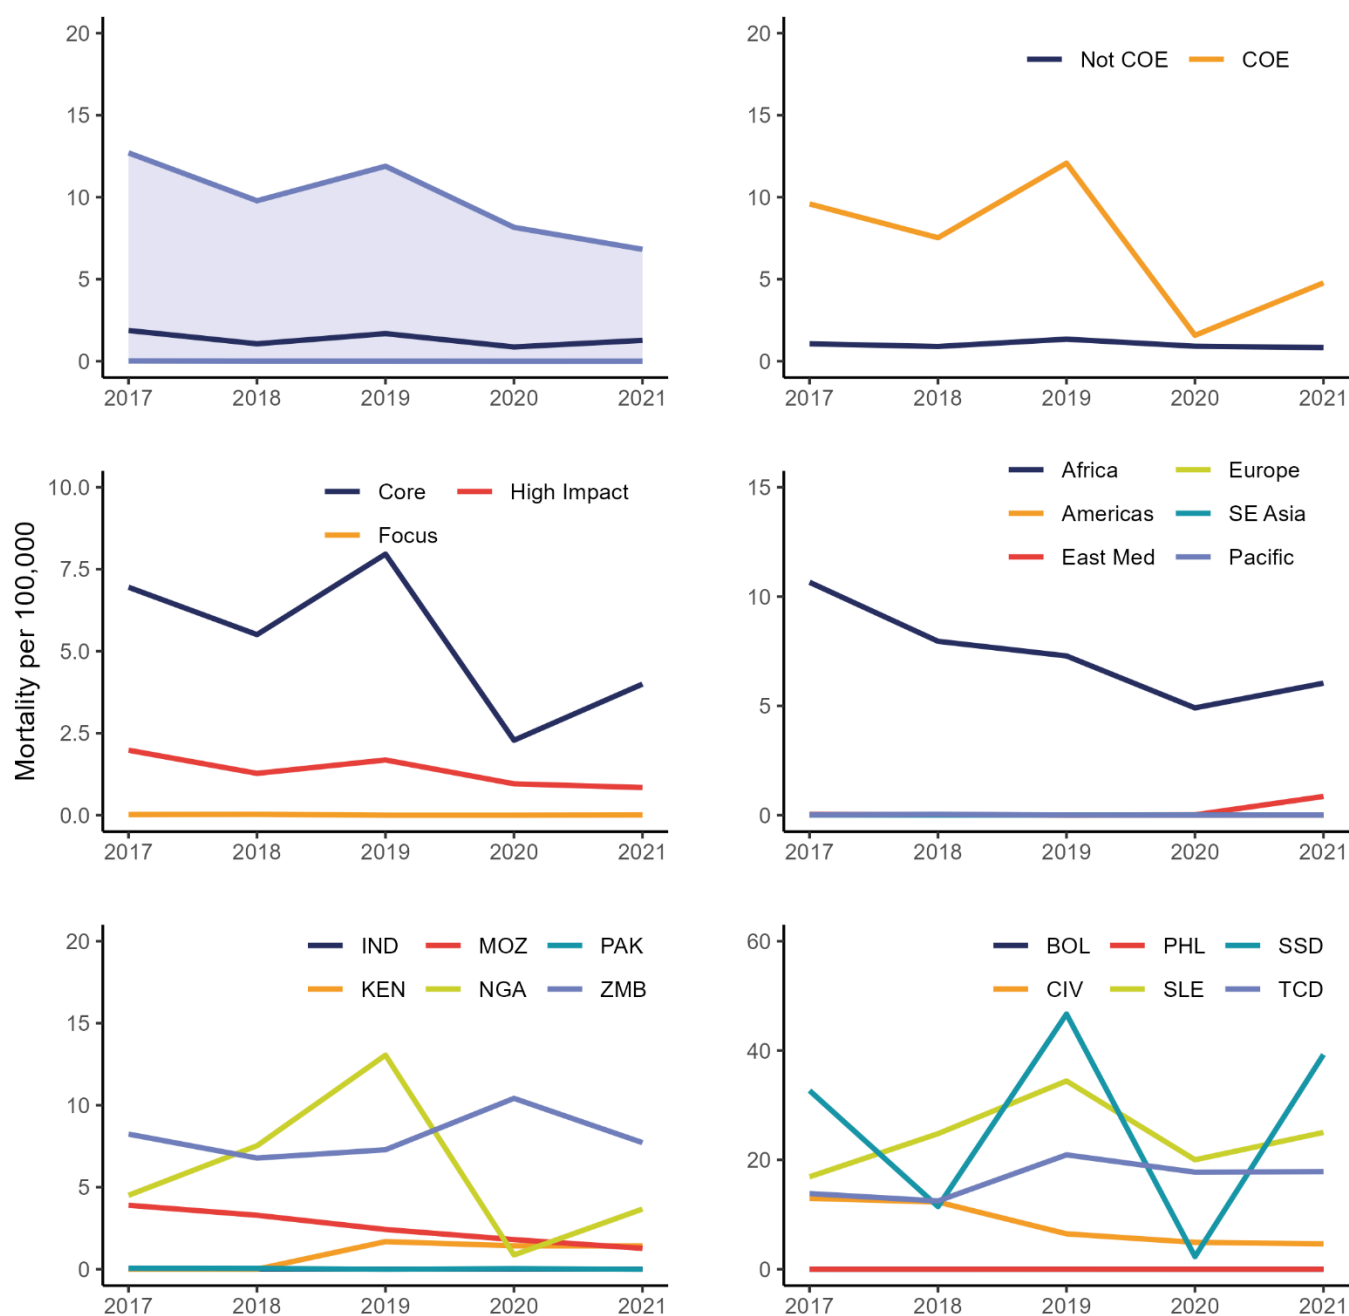 20
15
10
5
0
2017 2018 2019 2020 2021
20
15
10
5
0
Not COE COE
2017 2018 2019 2020 2021
Mortality per 100,000
10.0
7.5
5.0
2.5
0.0
Core High Impact
Focus
2017 2018 2019 2020 2021
15
10
5
0
Africa Europe
Americas SE Asia
East Med Pacific
2017 2018 2019 2020 2021
20
15
10
5
0
IND MOZ PAK
KEN NGA ZMB
2017 2018 2019 2020 2021
60
40
20
0
BOL PHL SSD
CIV SLE TCD
2017 2018 2019 2020 2021